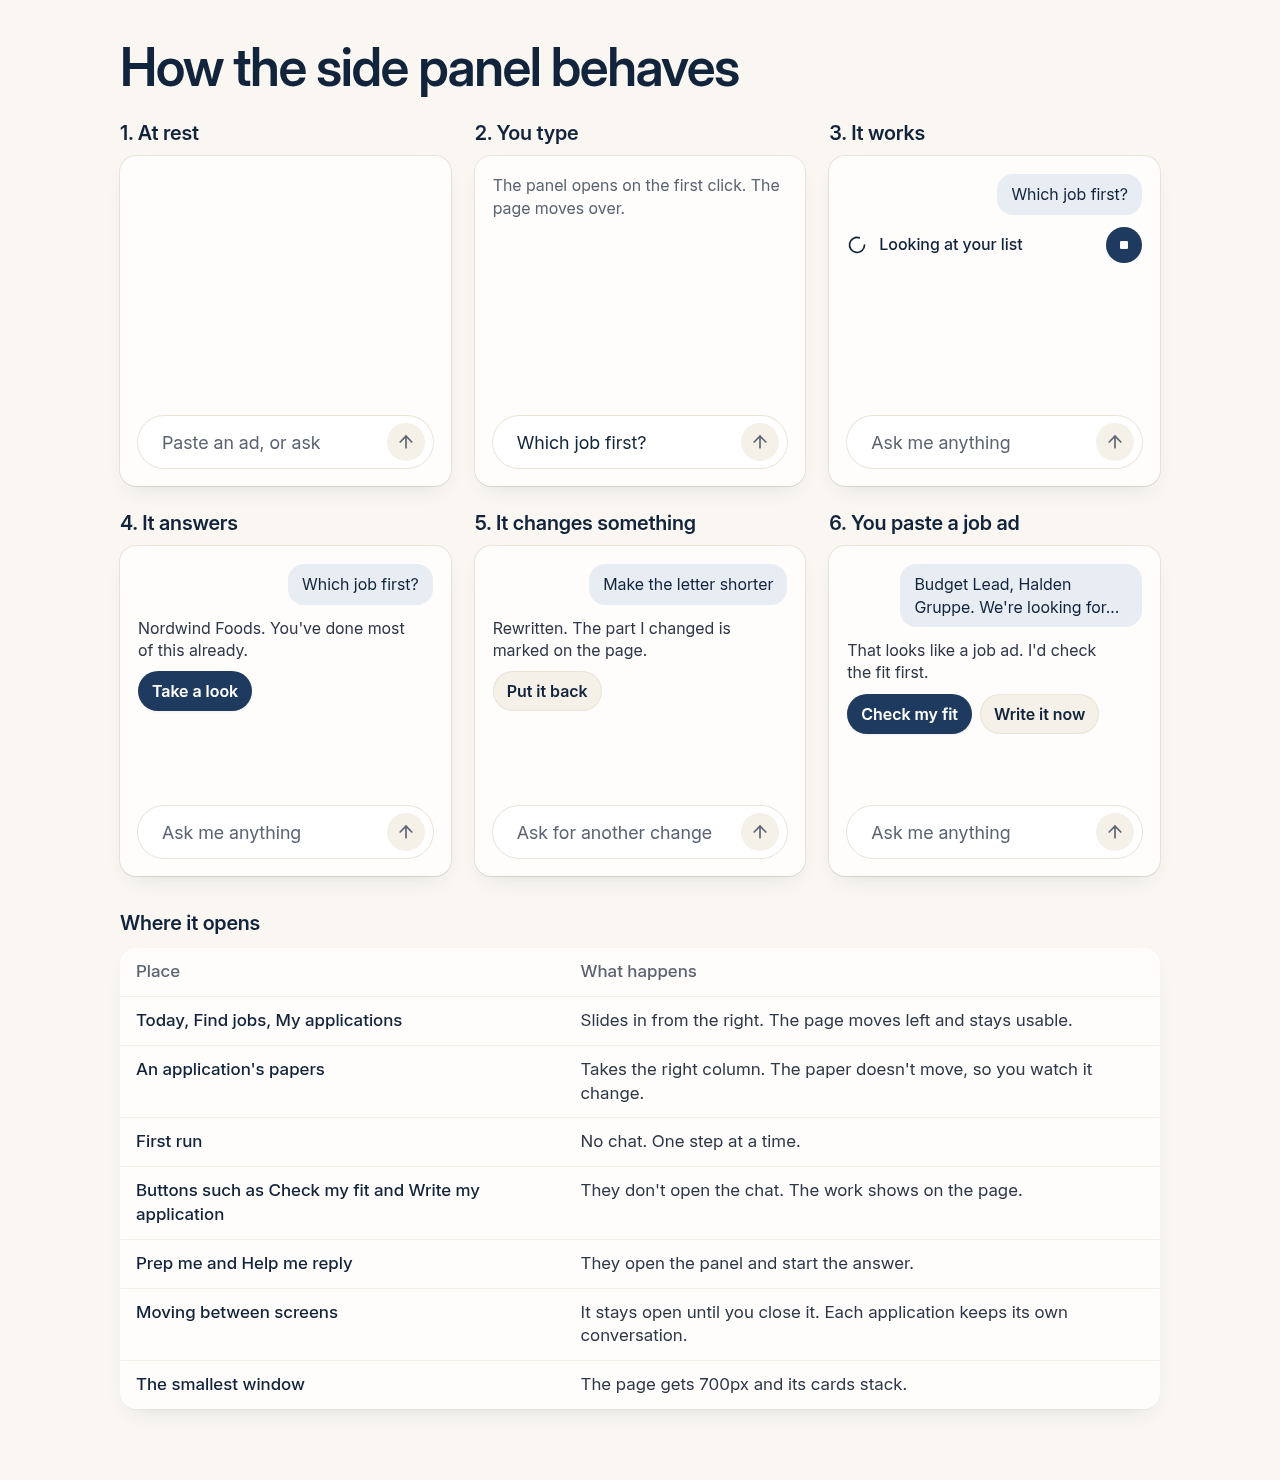 How the side panel behaves
1. At rest
Paste an ad, or ask
2. You type
The panel opens on the first click. The
page moves over.
Which job first?
3. It works
Which job first?
Looking at your list
Ask me anything
4. It answers
Which job first?
Nordwind Foods. You've done most
of this already.
Take a look
Ask me anything
5. It changes something
Make the letter shorter
Rewritten. The part I changed is
marked on the page.
Put it back
Ask for another change
6. You paste a job ad
Budget Lead, Halden
Gruppe. We're looking for...
That looks like a job ad. I'd check
the fit first.
Check my fit
Write it now
Ask me anything
Where it opens
Place
What happens
Today, Find jobs, My applications
Slides in from the right. The page moves left and stays usable.
An application's papers
Takes the right column. The paper doesn't move, so you watch it
change.
First run
No chat. One step at a time.
Buttons such as Check my fit and Write my
application
They don't open the chat. The work shows on the page.
Prep me and Help me reply
They open the panel and start the answer.
Moving between screens
It stays open until you close it. Each application keeps its own
conversation.
The smallest window
The page gets 700px and its cards stack.